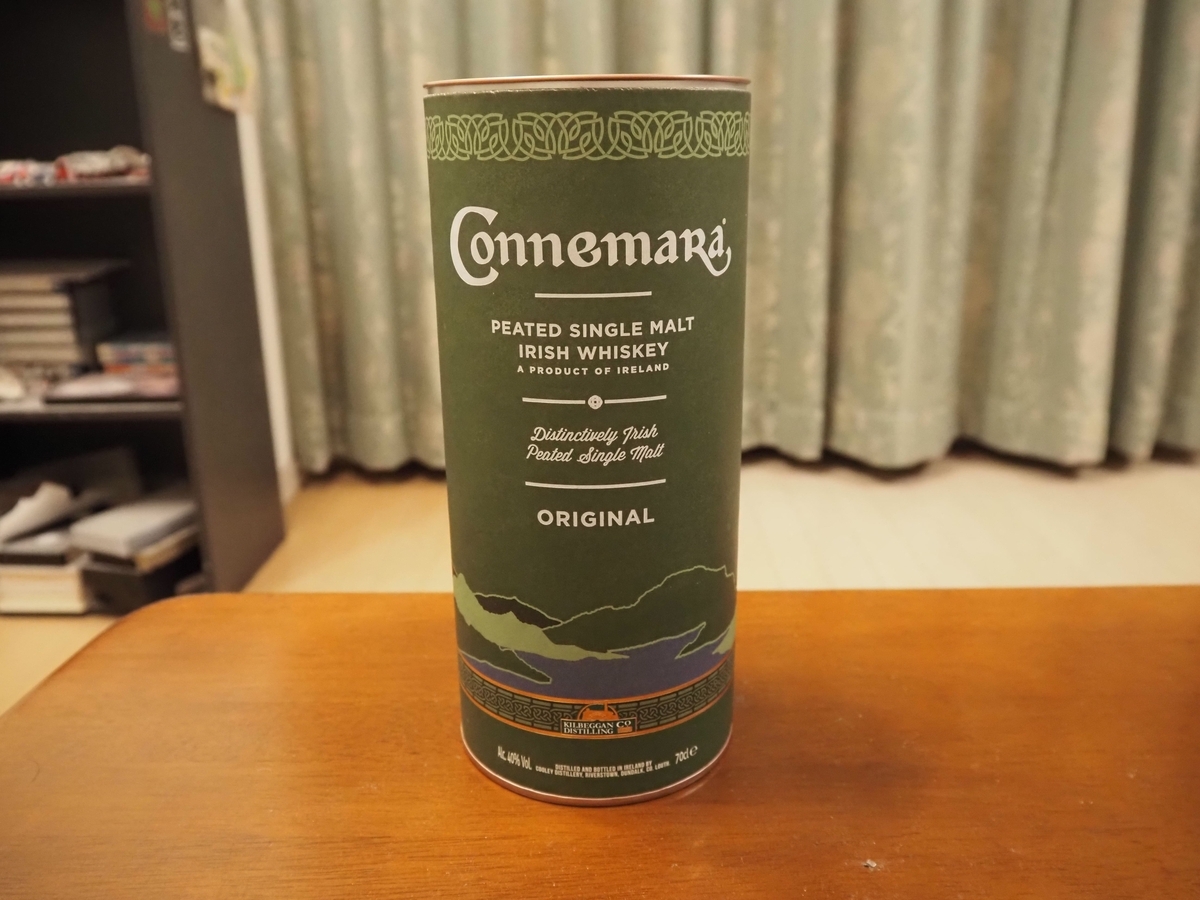 Connemara
PEATED SINGLE MALT
IRISH WHISKEY
A PRODUCT OF IRELAND
Distinctively Irish
Peated Single Malt
ORIGINAL
KILBEGGAN Co
DISTILLING
Alc. 40% Vol.
DISTILLED AND BOTTLED IN IRELAND BY
COOLEY DISTILLERY, RIVERSTOWN, DUNDALK, CO. LOUTH.
70cl e